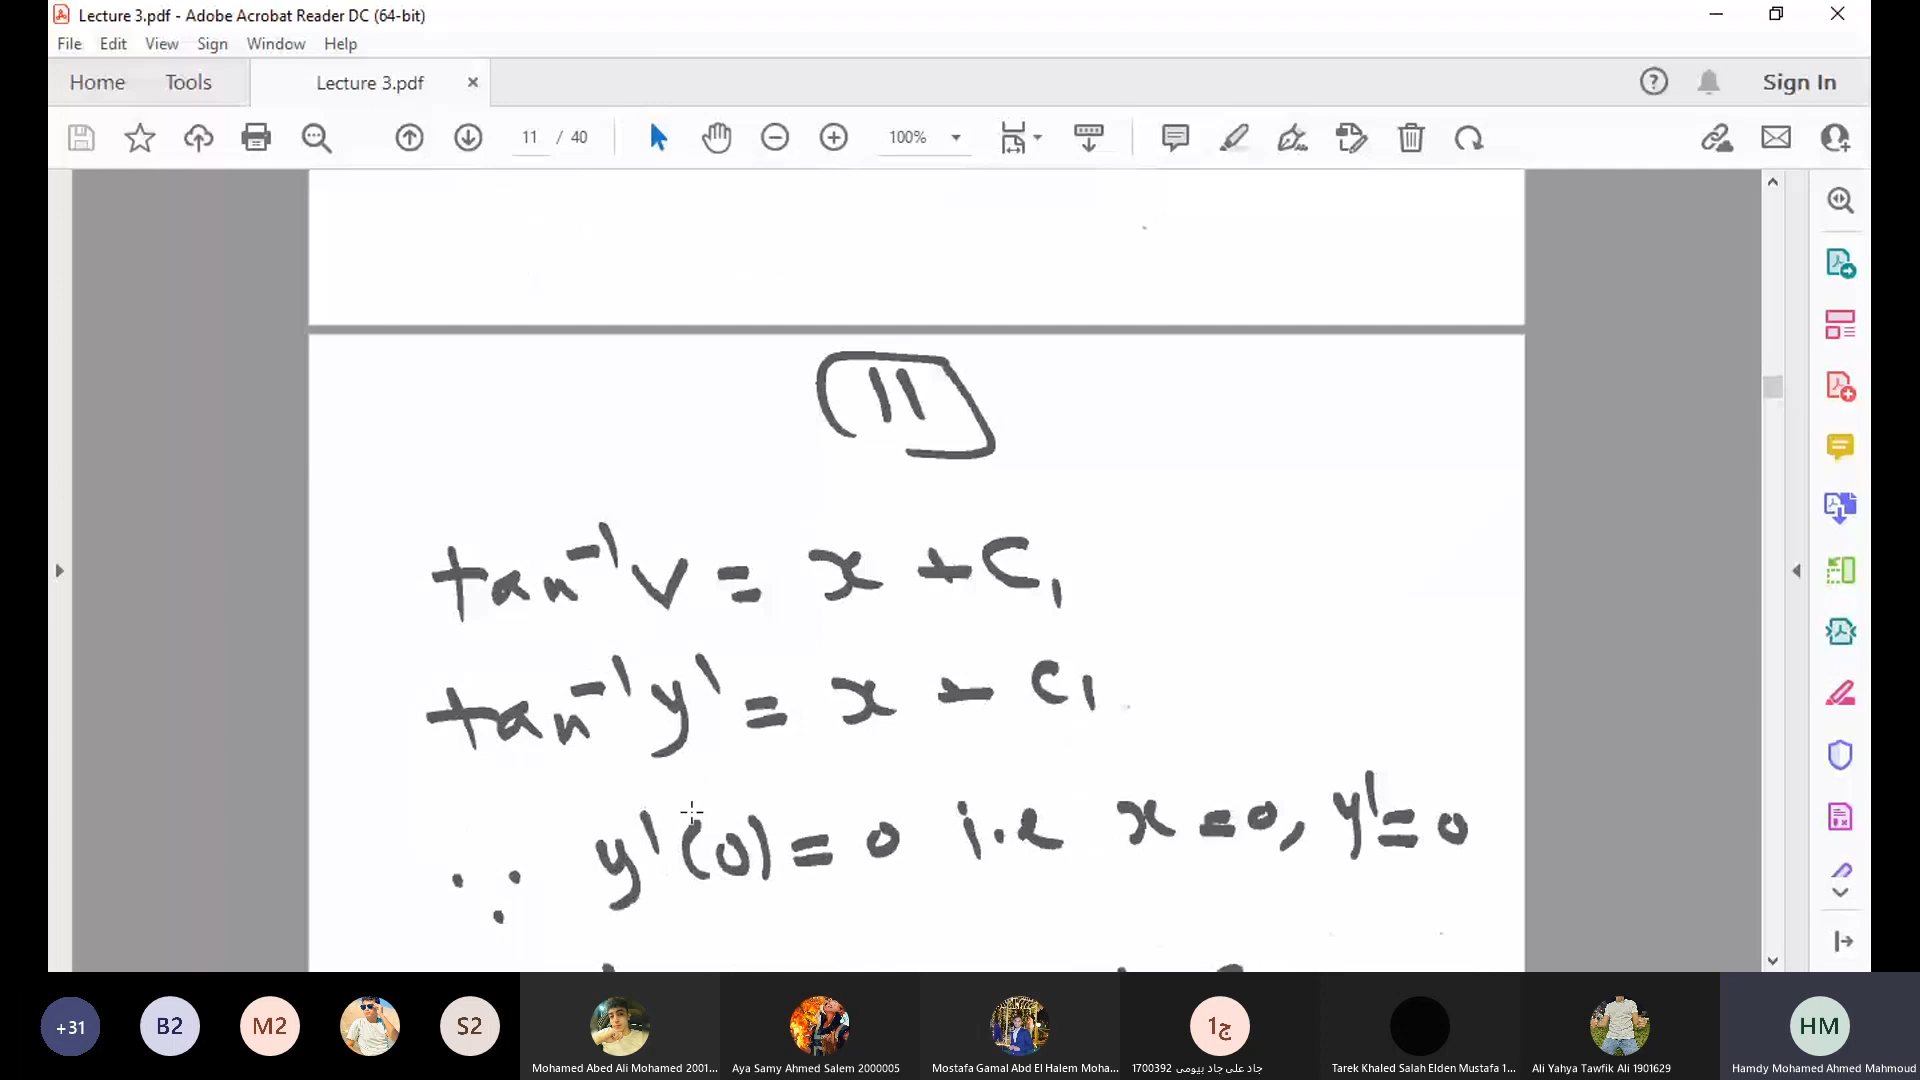 Lecture 3.pdf - Adobe Acrobat Reader DC (64-bit)
File Edit View Sign Window Help
Home Tools Lecture 3.pdf × Sign In
11 / 40 100%
11
tan⁻¹ v = x + C₁
tan⁻¹ y' = x + C₁
∵ y'(0) = 0 i.e x = 0, y' = 0
+31 B2 M2 S2 1ج HM
Mohamed Abed Ali Mohamed 2001... Aya Samy Ahmed Salem 2000005 Mostafa Gamal Abd El Halem Moha... جاد على جاد بيومى 1700392 Tarek Khaled Salah Elden Mustafa 1... Ali Yahya Tawfik Ali 1901629 Hamdy Mohamed Ahmed Mahmoud